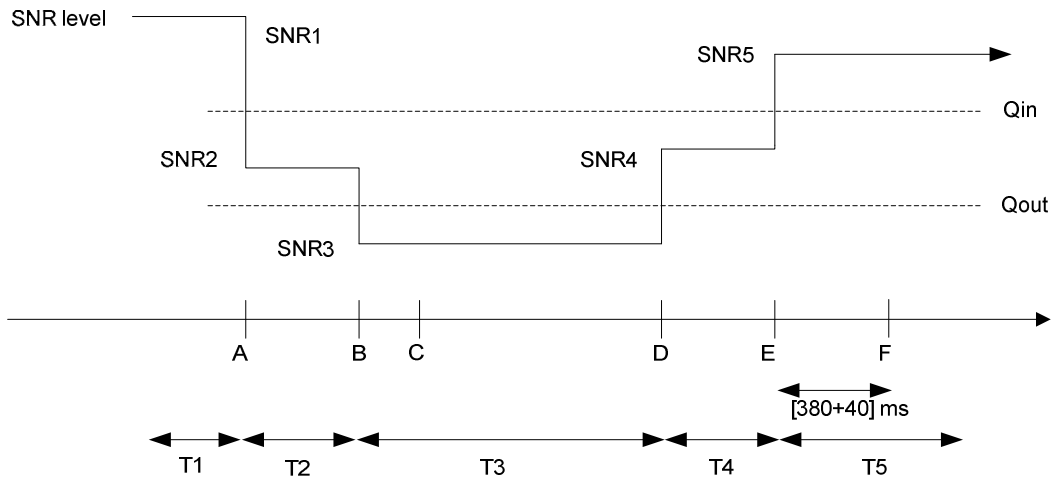 SNR level
SNR1
SNR5
Qin
SNR2
SNR4
Qout
SNR3
A
B
C
D
E
F
[380+40] ms
T1
T2
T3
T4
T5